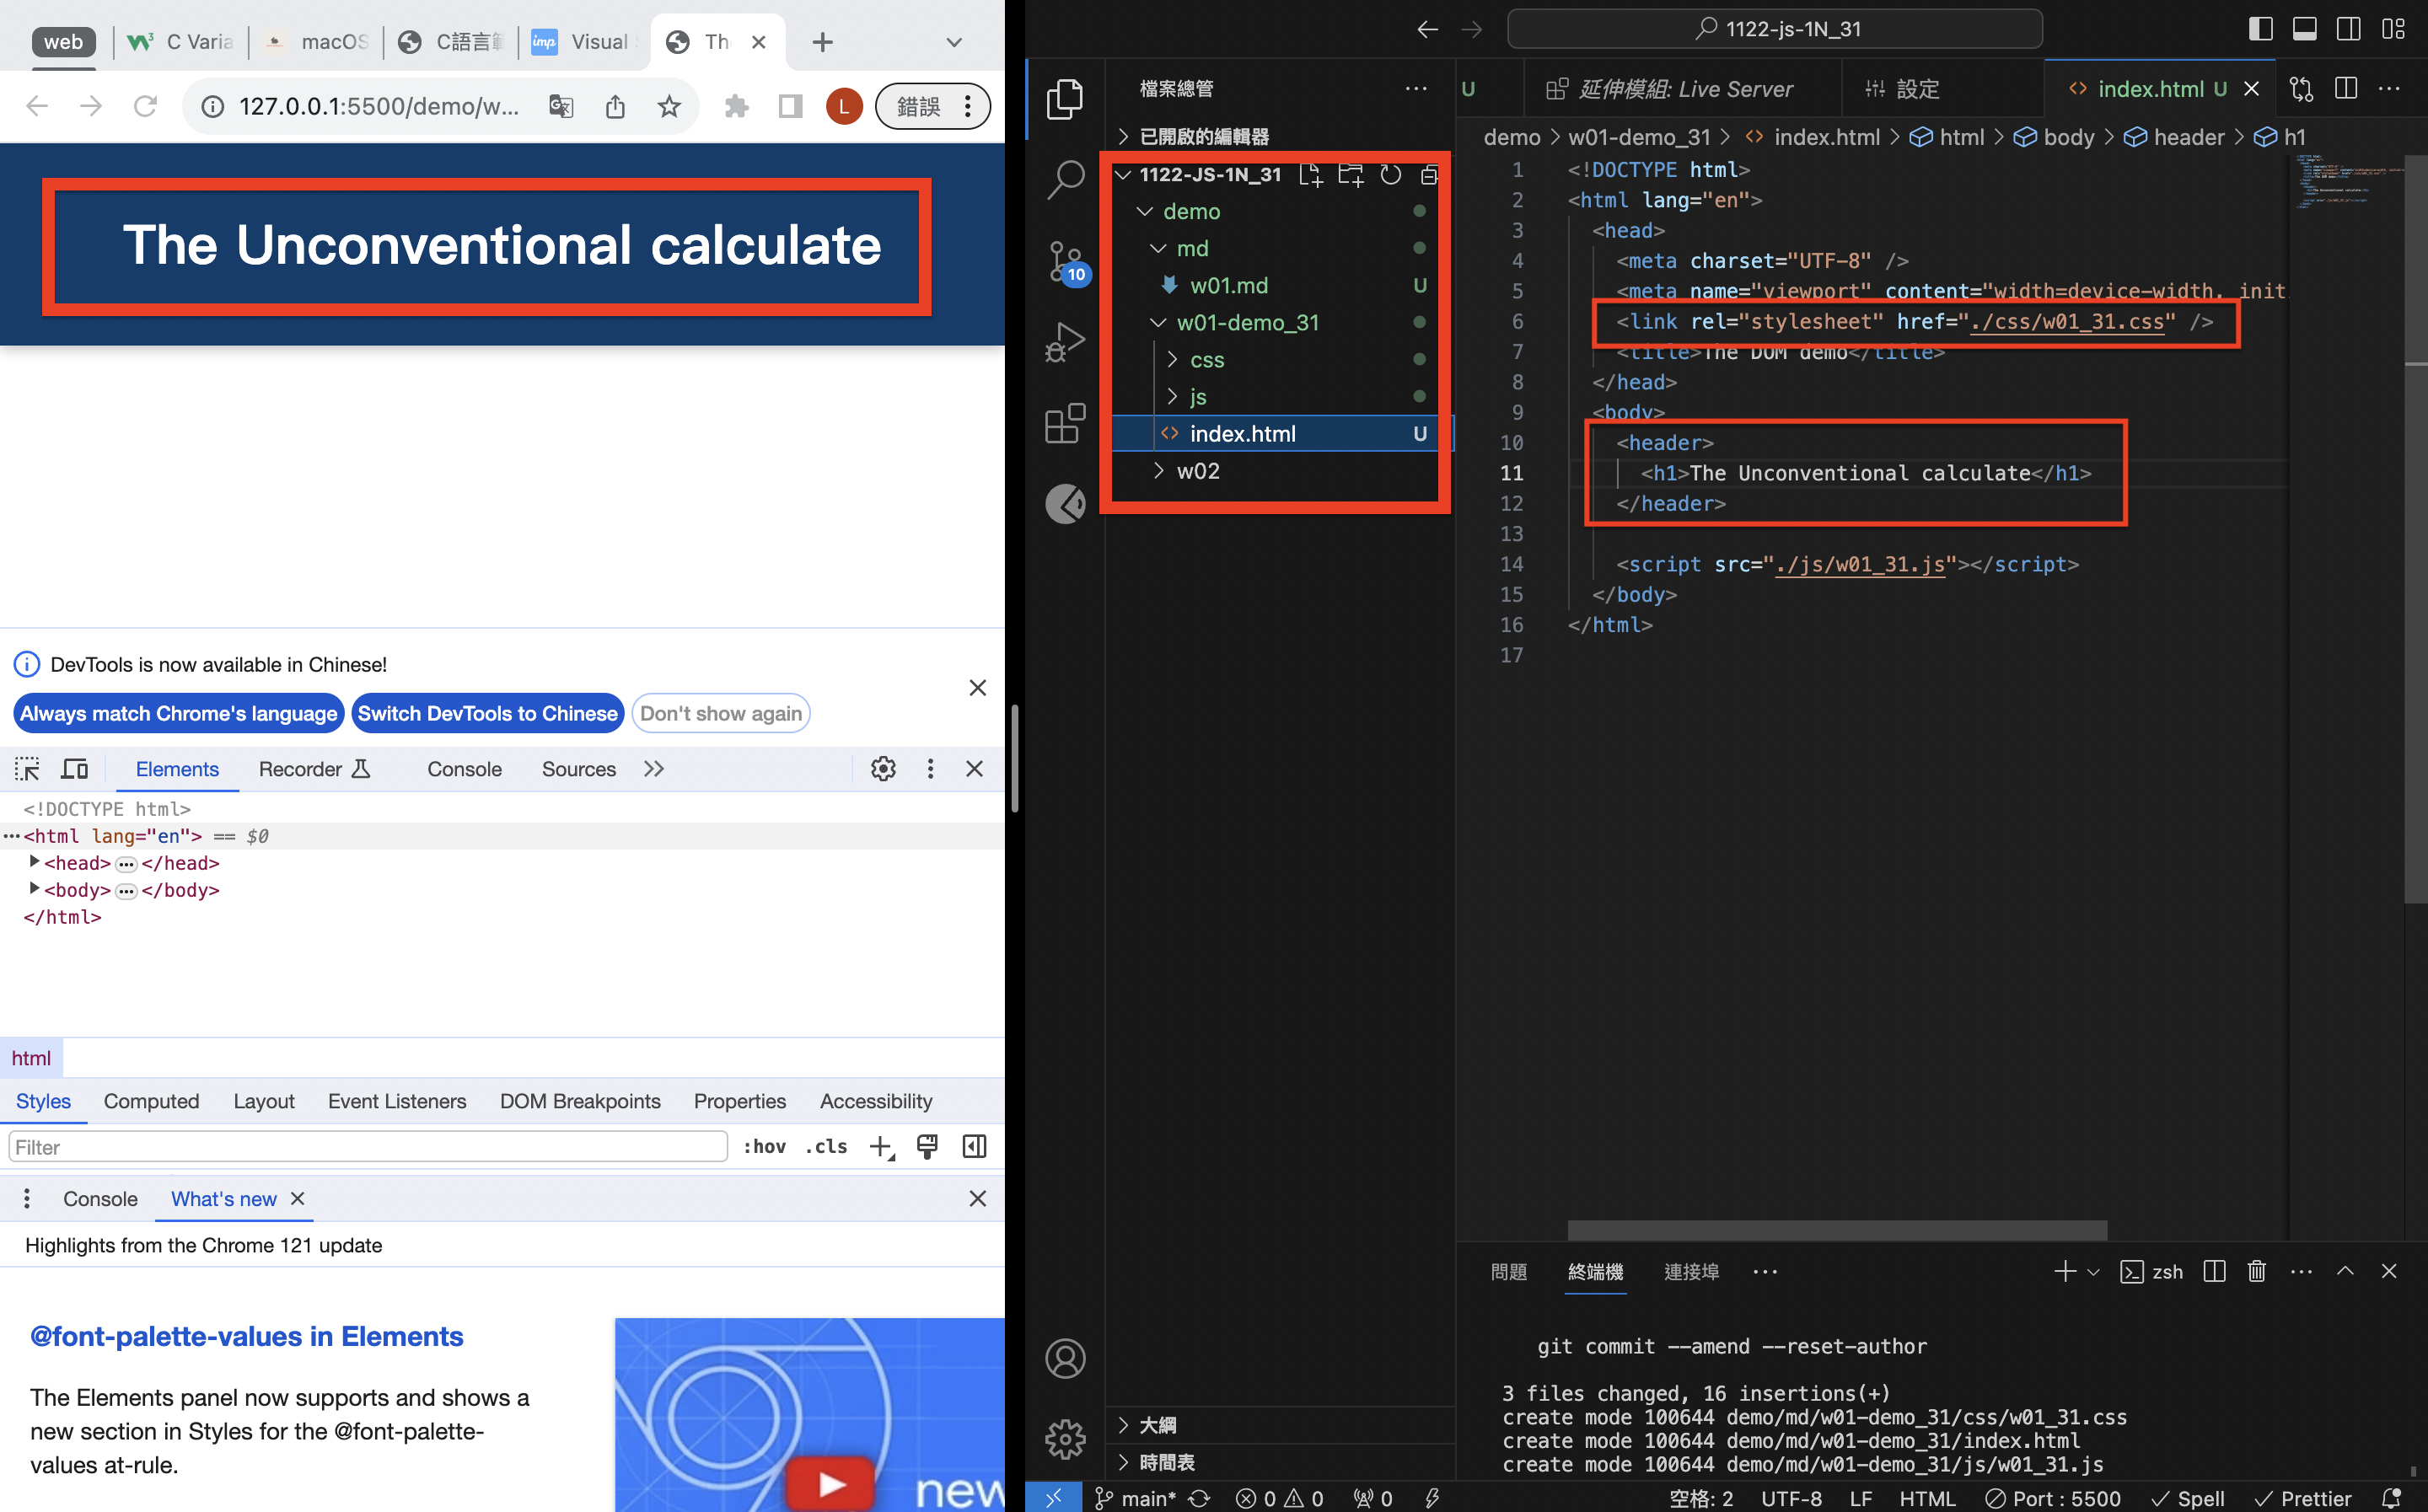 web
C Varia
macOS
C語言
Visual
Th
127.0.0.1:5500/demo/w...
L
錯誤
The Unconventional calculate
DevTools is now available in Chinese!
Always match Chrome's language
Switch DevTools to Chinese
Don't show again
Elements
Recorder
Console
Sources
<!DOCTYPE html>
<html lang="en"> == $0
<head> ... </head>
<body> ... </body>
</html>
html
Styles
Computed
Layout
Event Listeners
DOM Breakpoints
Properties
Accessibility
Filter
:hov
.cls
Console
What's new
Highlights from the Chrome 121 update
@font-palette-values in Elements
The Elements panel now supports and shows a
new section in Styles for the @font-palette-
values at-rule.
new
1122-js-1N_31
檔案總管
已開啟的編輯器
1122-JS-1N_31
demo
md
w01.md U
w01-demo_31
css
js
index.html U
w02
10
大綱
時間表
U
延伸模組: Live Server
設定
index.html U
demo > w01-demo_31 > index.html > html > body > header > h1
1 <!DOCTYPE html>
2 <html lang="en">
3 <head>
4 <meta charset="UTF-8" />
5 <meta name="viewport" content="width=device-width, init
6 <link rel="stylesheet" href="./css/w01_31.css" />
7 <title>The DOM demo</title>
8 </head>
9 <body>
10 <header>
11 <h1>The Unconventional calculate</h1>
12 </header>
13
14 <script src="./js/w01_31.js"></script>
15 </body>
16 </html>
17
問題
終端機
連接埠
zsh
git commit --amend --reset-author
3 files changed, 16 insertions(+)
create mode 100644 demo/md/w01-demo_31/css/w01_31.css
create mode 100644 demo/md/w01-demo_31/index.html
create mode 100644 demo/md/w01-demo_31/js/w01_31.js
main*
0
0
0
空格: 2
UTF-8
LF
HTML
Port : 5500
Spell
Prettier